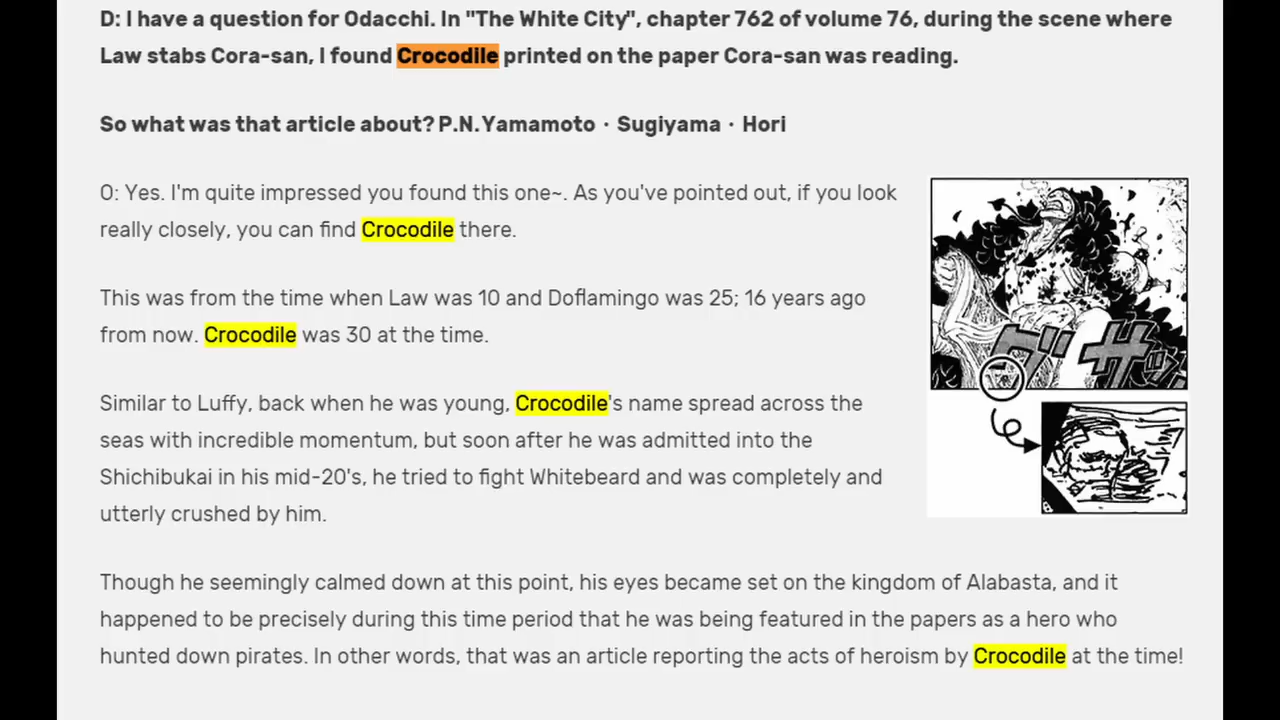 D: I have a question for Odacchi. In "The White City", chapter 762 of volume 76, during the scene where
Law stabs Cora-san, I found Crocodile printed on the paper Cora-san was reading.
So what was that article about? P.N.Yamamoto · Sugiyama · Hori
O: Yes. I'm quite impressed you found this one~. As you've pointed out, if you look
really closely, you can find Crocodile there.
This was from the time when Law was 10 and Doflamingo was 25; 16 years ago
from now. Crocodile was 30 at the time.
Similar to Luffy, back when he was young, Crocodile's name spread across the
seas with incredible momentum, but soon after he was admitted into the
Shichibukai in his mid-20's, he tried to fight Whitebeard and was completely and
utterly crushed by him.
Though he seemingly calmed down at this point, his eyes became set on the kingdom of Alabasta, and it
happened to be precisely during this time period that he was being featured in the papers as a hero who
hunted down pirates. In other words, that was an article reporting the acts of heroism by Crocodile at the time!
グサッ